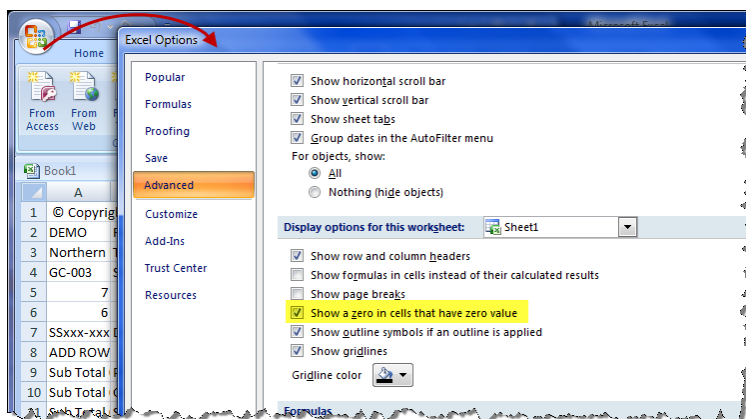 Microsoft Excel
Excel Options
Home
From Access
From Web
Book1
A
1 © Copyrig
2 DEMO
3 Northern
4 GC-003
5 7
6 6
7 SSxxx-xxx
8 ADD ROW
9 Sub Total
10 Sub Total
11 Sub Total
Popular
Formulas
Proofing
Save
Advanced
Customize
Add-Ins
Trust Center
Resources
Show horizontal scroll bar
Show vertical scroll bar
Show sheet tabs
Group dates in the AutoFilter menu
For objects, show:
All
Nothing (hide objects)
Display options for this worksheet: Sheet1
Show row and column headers
Show formulas in cells instead of their calculated results
Show page breaks
Show a zero in cells that have zero value
Show outline symbols if an outline is applied
Show gridlines
Gridline color
Formulas